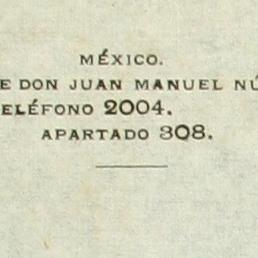 MÉXICO.
E DON JUAN MANUEL NÚ
ELÉFONO 2004.
APARTADO 308.